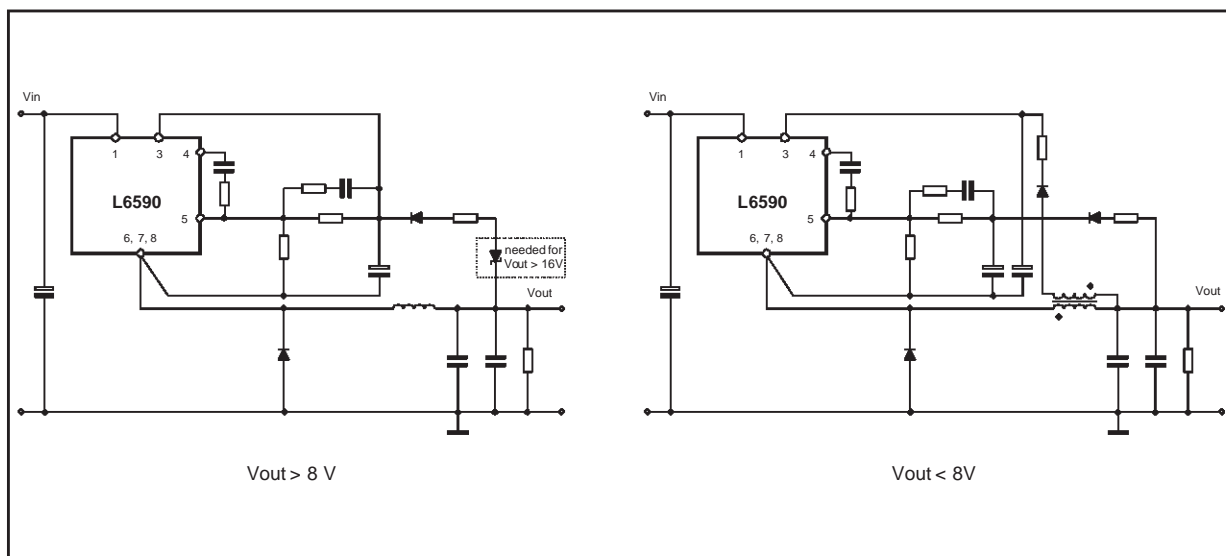 Vin
1
3
4
L6590
5
6, 7, 8
needed for
Vout > 16V
Vout
Vout > 8 V
Vin
1
3
4
L6590
5
6, 7, 8
Vout
Vout < 8V